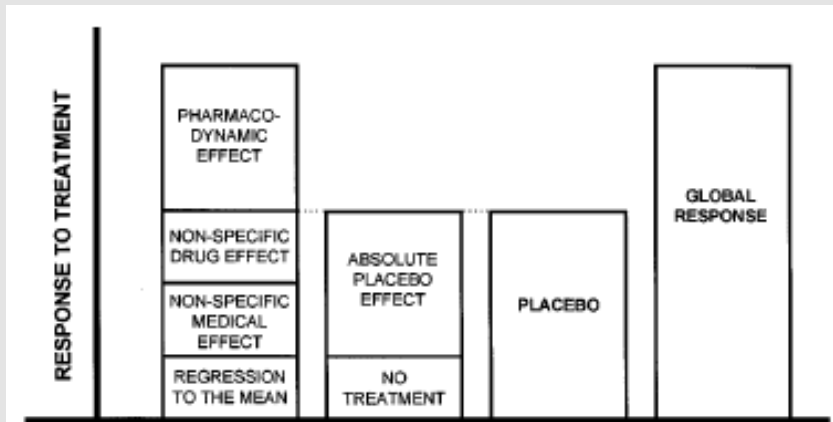 RESPONSE TO TREATMENT
PHARMACO-
DYNAMIC
EFFECT
NON-SPECIFIC
DRUG EFFECT
NON-SPECIFIC
MEDICAL
EFFECT
REGRESSION
TO THE MEAN
ABSOLUTE
PLACEBO
EFFECT
NO
TREATMENT
PLACEBO
GLOBAL
RESPONSE